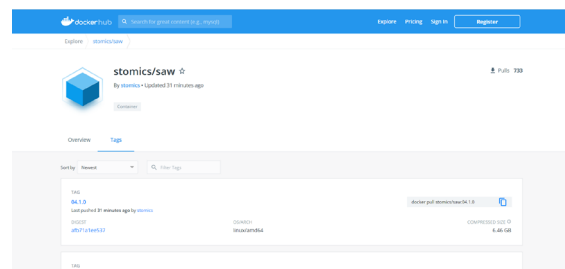 dockerhub
Search for great content (e.g., mysql)
Explore Pricing Sign In Register
Explore stomics/saw
stomics/saw ☆
Pulls 733
By stomics • Updated 31 minutes ago
Container
Overview Tags
Sort by Newest
Filter Tags
TAG
04.1.0
docker pull stomics/saw:04.1.0
Last pushed 31 minutes ago by stomics
DIGEST OS/ARCH COMPRESSED SIZE
afb71a1ee537 linux/amd64 6.46 GB
TAG